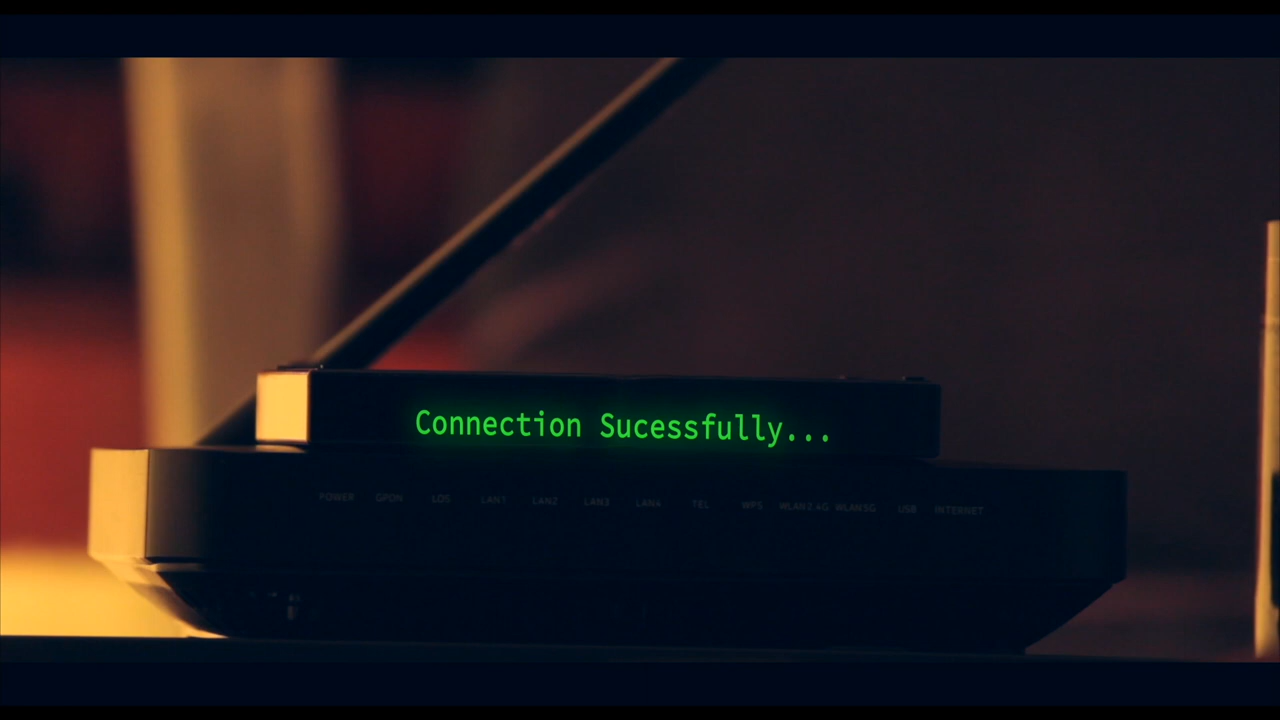 Connection Sucessfully...
POWER GPON LOS LAN1 LAN2 LAN3 LAN4 TEL WPS WLAN2.4G WLAN5G USB INTERNET